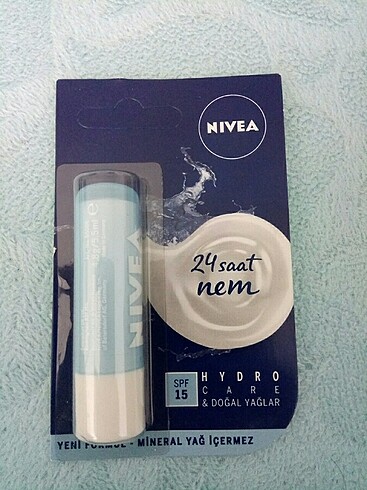 NIVEA
24 saat
nem
NIVEA
SPF
15
HYDRO
CARE
& DOĞAL YAĞLAR
YENİ FORMÜL - MİNERAL YAĞ İÇERMEZ